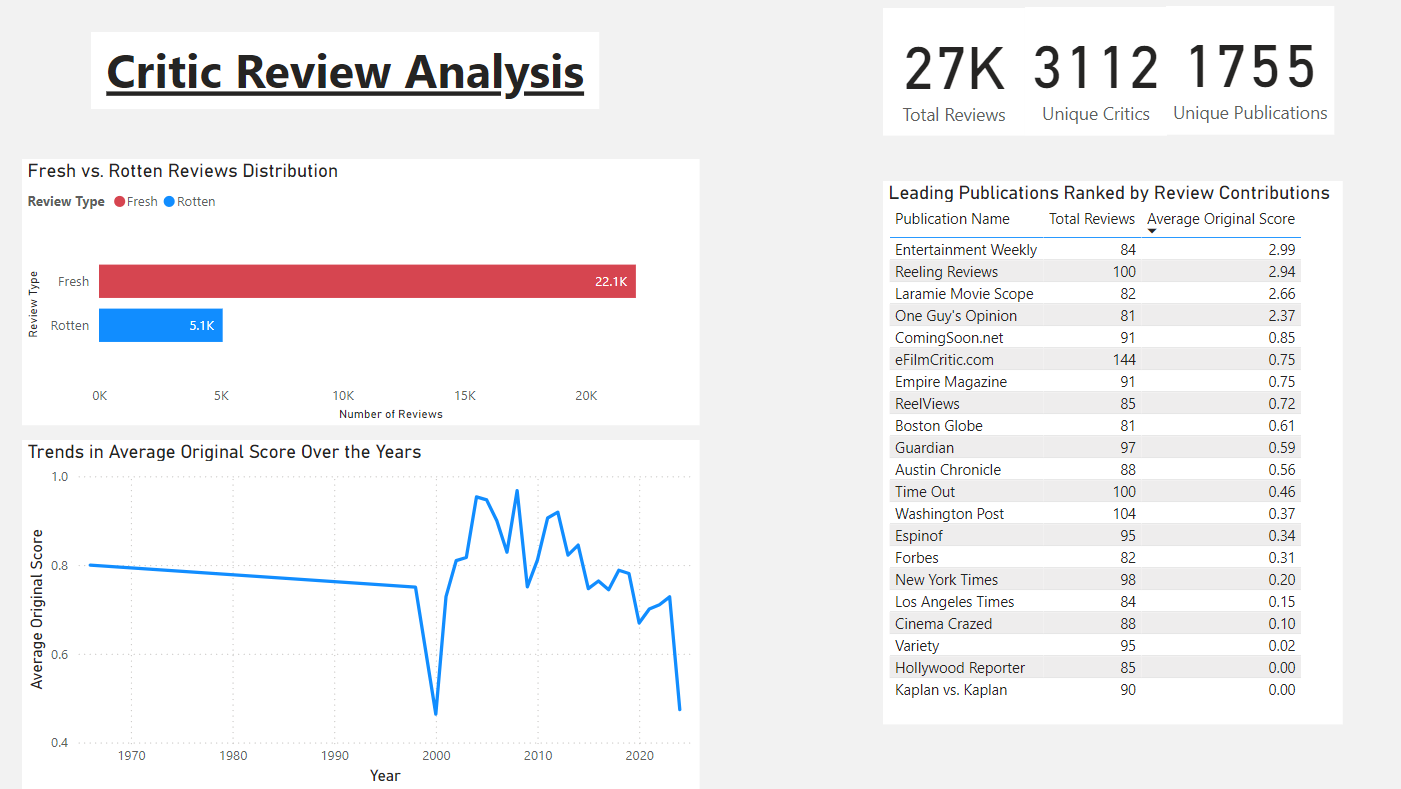 Critic Review Analysis
27K 3112 1755
Total Reviews Unique Critics Unique Publications
Fresh vs. Rotten Reviews Distribution
Review Type Fresh Rotten
Review Type
Fresh 22.1K
Rotten 5.1K
0K 5K 10K 15K 20K
Number of Reviews
Trends in Average Original Score Over the Years
Average Original Score
1.0
0.8
0.6
0.4
1970 1980 1990 2000 2010 2020
Year
Leading Publications Ranked by Review Contributions
Publication Name Total Reviews Average Original Score
Entertainment Weekly 84 2.99
Reeling Reviews 100 2.94
Laramie Movie Scope 82 2.66
One Guy's Opinion 81 2.37
ComingSoon.net 91 0.85
eFilmCritic.com 144 0.75
Empire Magazine 91 0.75
ReelViews 85 0.72
Boston Globe 81 0.61
Guardian 97 0.59
Austin Chronicle 88 0.56
Time Out 100 0.46
Washington Post 104 0.37
Espinof 95 0.34
Forbes 82 0.31
New York Times 98 0.20
Los Angeles Times 84 0.15
Cinema Crazed 88 0.10
Variety 95 0.02
Hollywood Reporter 85 0.00
Kaplan vs. Kaplan 90 0.00